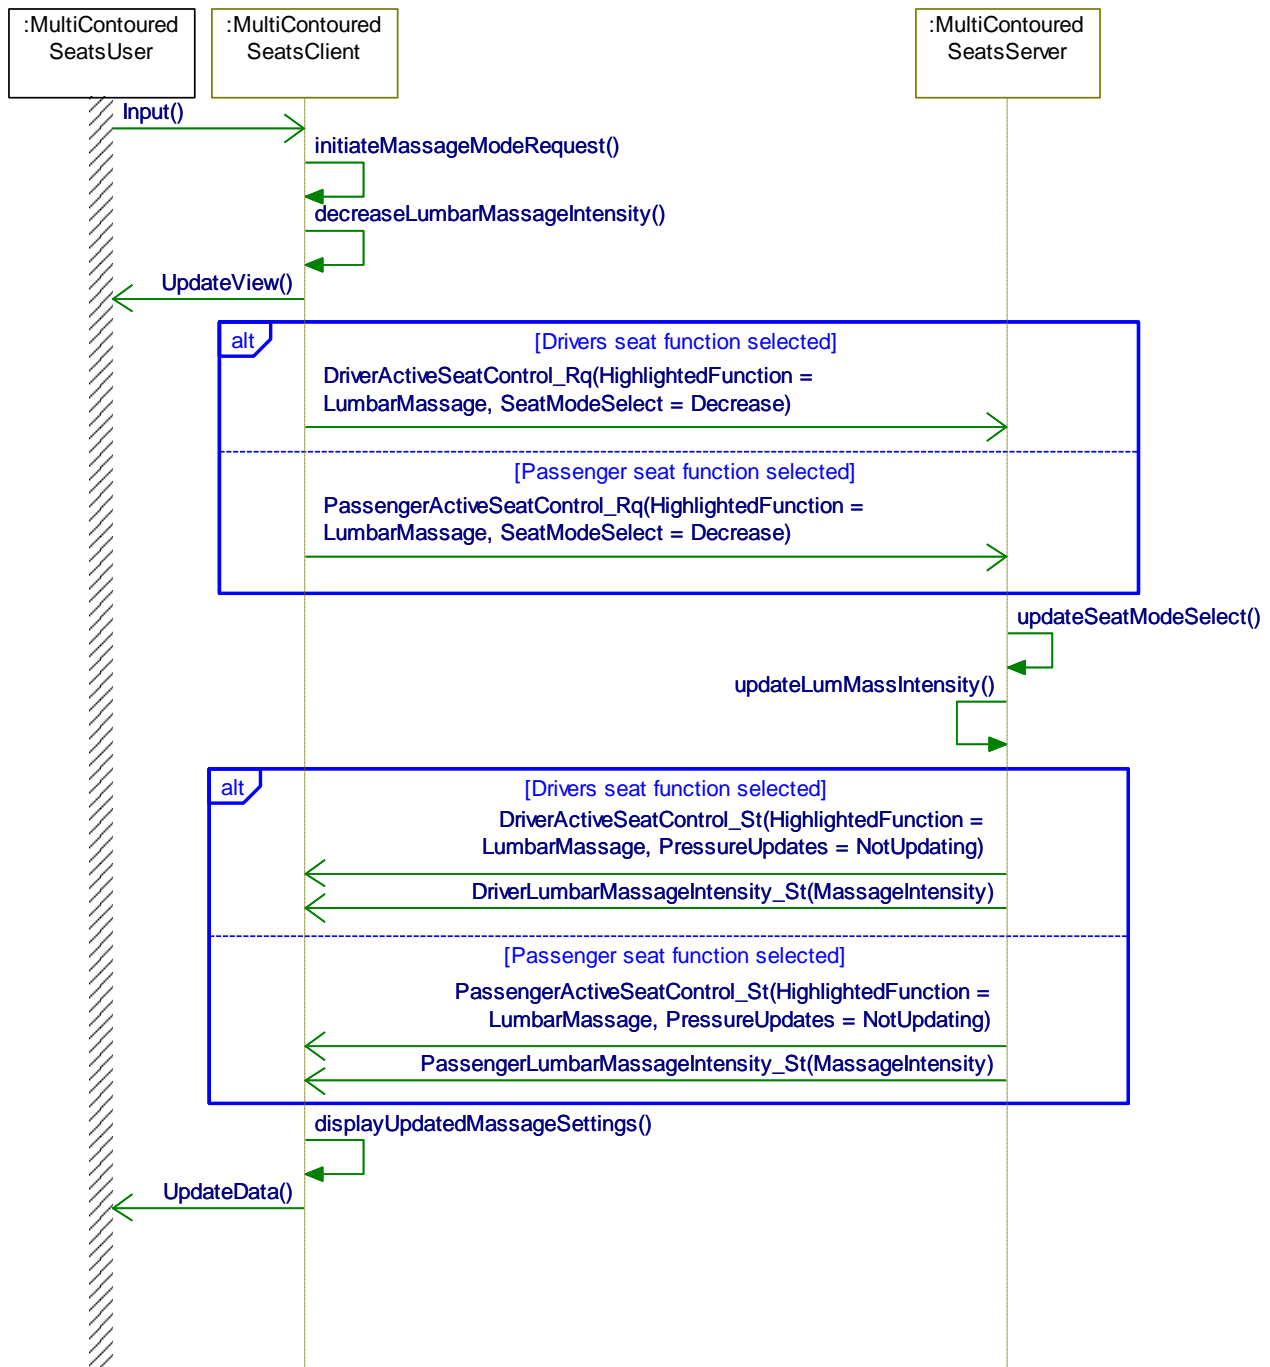 :MultiContoured
SeatsUser
:MultiContoured
SeatsClient
:MultiContoured
SeatsServer
Input()
initiateMassageModeRequest()
decreaseLumbarMassageIntensity()
UpdateView()
alt
[Drivers seat function selected]
DriverActiveSeatControl_Rq(HighlightedFunction =
LumbarMassage, SeatModeSelect = Decrease)
[Passenger seat function selected]
PassengerActiveSeatControl_Rq(HighlightedFunction =
LumbarMassage, SeatModeSelect = Decrease)
updateSeatModeSelect()
updateLumMassIntensity()
alt
[Drivers seat function selected]
DriverActiveSeatControl_St(HighlightedFunction =
LumbarMassage, PressureUpdates = NotUpdating)
DriverLumbarMassageIntensity_St(MassageIntensity)
[Passenger seat function selected]
PassengerActiveSeatControl_St(HighlightedFunction =
LumbarMassage, PressureUpdates = NotUpdating)
PassengerLumbarMassageIntensity_St(MassageIntensity)
displayUpdatedMassageSettings()
UpdateData()